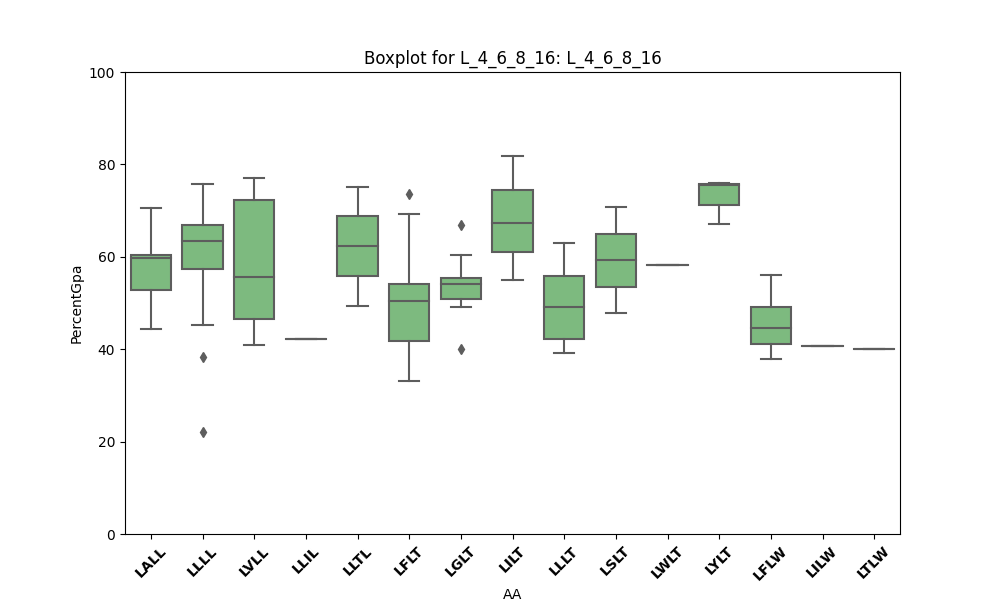 Boxplot for L_4_6_8_16: L_4_6_8_16
100
80
60
40
20
0
PercentGpa
LALL LLLL LVLL LLIL LLTL LFLT LGLT LILT LLLT LSLT LWLT LYLT LFLW LILW LTLW
AA